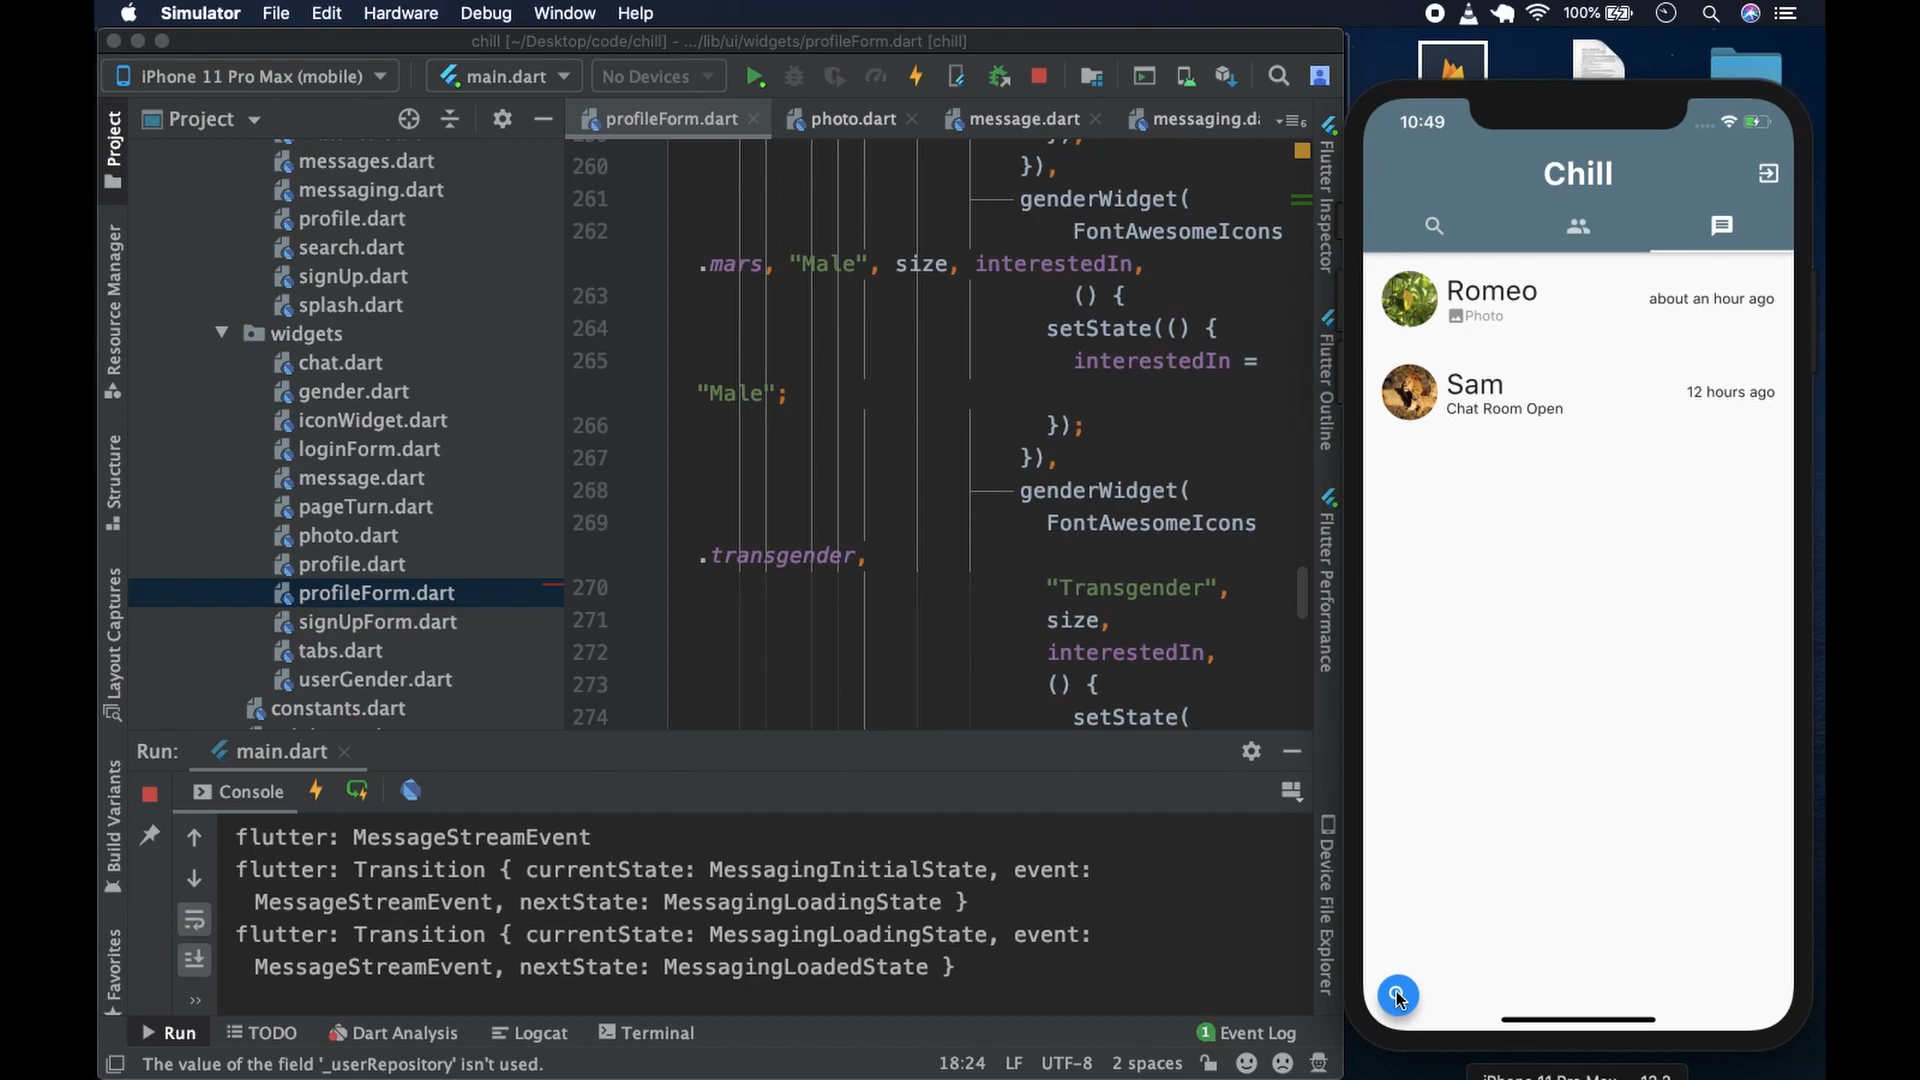 Simulator File Edit Hardware Debug Window Help 100%
chill [~/Desktop/code/chill] - .../lib/ui/widgets/profileForm.dart [chill]
iPhone 11 Pro Max (mobile) main.dart No Devices
Project profileForm.dart photo.dart message.dart messaging.da 6
messages.dart
messaging.dart
profile.dart
search.dart
signUp.dart
splash.dart
widgets
chat.dart
gender.dart
iconWidget.dart
loginForm.dart
message.dart
pageTurn.dart
photo.dart
profile.dart
profileForm.dart
signUpForm.dart
tabs.dart
userGender.dart
constants.dart
Project
Resource Manager
Structure
Layout Captures
Build Variants
Favorites
260 }),
261 genderWidget(
262 FontAwesomeIcons
.mars, "Male", size, interestedIn,
263 () {
264 setState(() {
265 interestedIn =
"Male";
266 });
267 }),
268 genderWidget(
269 FontAwesomeIcons
.transgender,
270 "Transgender",
271 size,
272 interestedIn,
273 () {
274 setState(
Flutter Inspector
Flutter Outline
Flutter Performance
Device File Explorer
Run: main.dart
Console
flutter: MessageStreamEvent
flutter: Transition { currentState: MessagingInitialState, event:
MessageStreamEvent, nextState: MessagingLoadingState }
flutter: Transition { currentState: MessagingLoadingState, event:
MessageStreamEvent, nextState: MessagingLoadedState }
Run TODO Dart Analysis Logcat Terminal 1 Event Log
The value of the field '_userRepository' isn't used. 18:24 LF UTF-8 2 spaces
10:49
Chill
Romeo
about an hour ago
Photo
Sam
12 hours ago
Chat Room Open